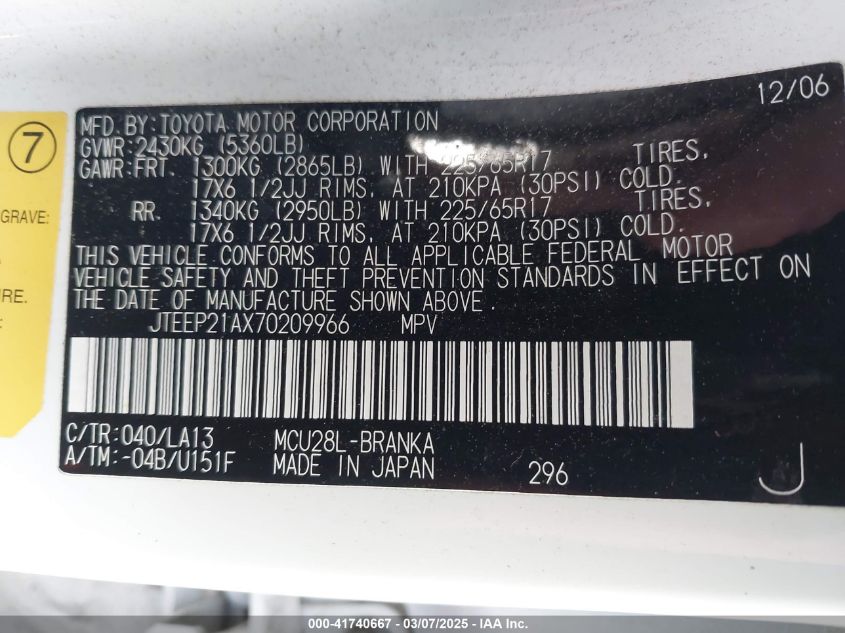 12/06
MFD. BY: TOYOTA MOTOR CORPORATION
GVWR: 2430KG (5360LB)
GAWR: FRT. 1300KG (2865LB) WITH 225/65R17 TIRES,
17X6 1/2JJ RIMS, AT 210KPA (30PSI) COLD.
RR. 1340KG (2950LB) WITH 225/65R17 TIRES,
17X6 1/2JJ RIMS, AT 210KPA (30PSI) COLD.
THIS VEHICLE CONFORMS TO ALL APPLICABLE FEDERAL MOTOR
VEHICLE SAFETY AND THEFT PREVENTION STANDARDS IN EFFECT ON
THE DATE OF MANUFACTURE SHOWN ABOVE.
JTEEP21AX70209966 MPV
C/TR: 040/LA13 MCU28L-BRANKA
A/TM: -04B/U151F MADE IN JAPAN 296 J
7
GRAVE:
URE.
000-41740667 - 03/07/2025 - IAA Inc.